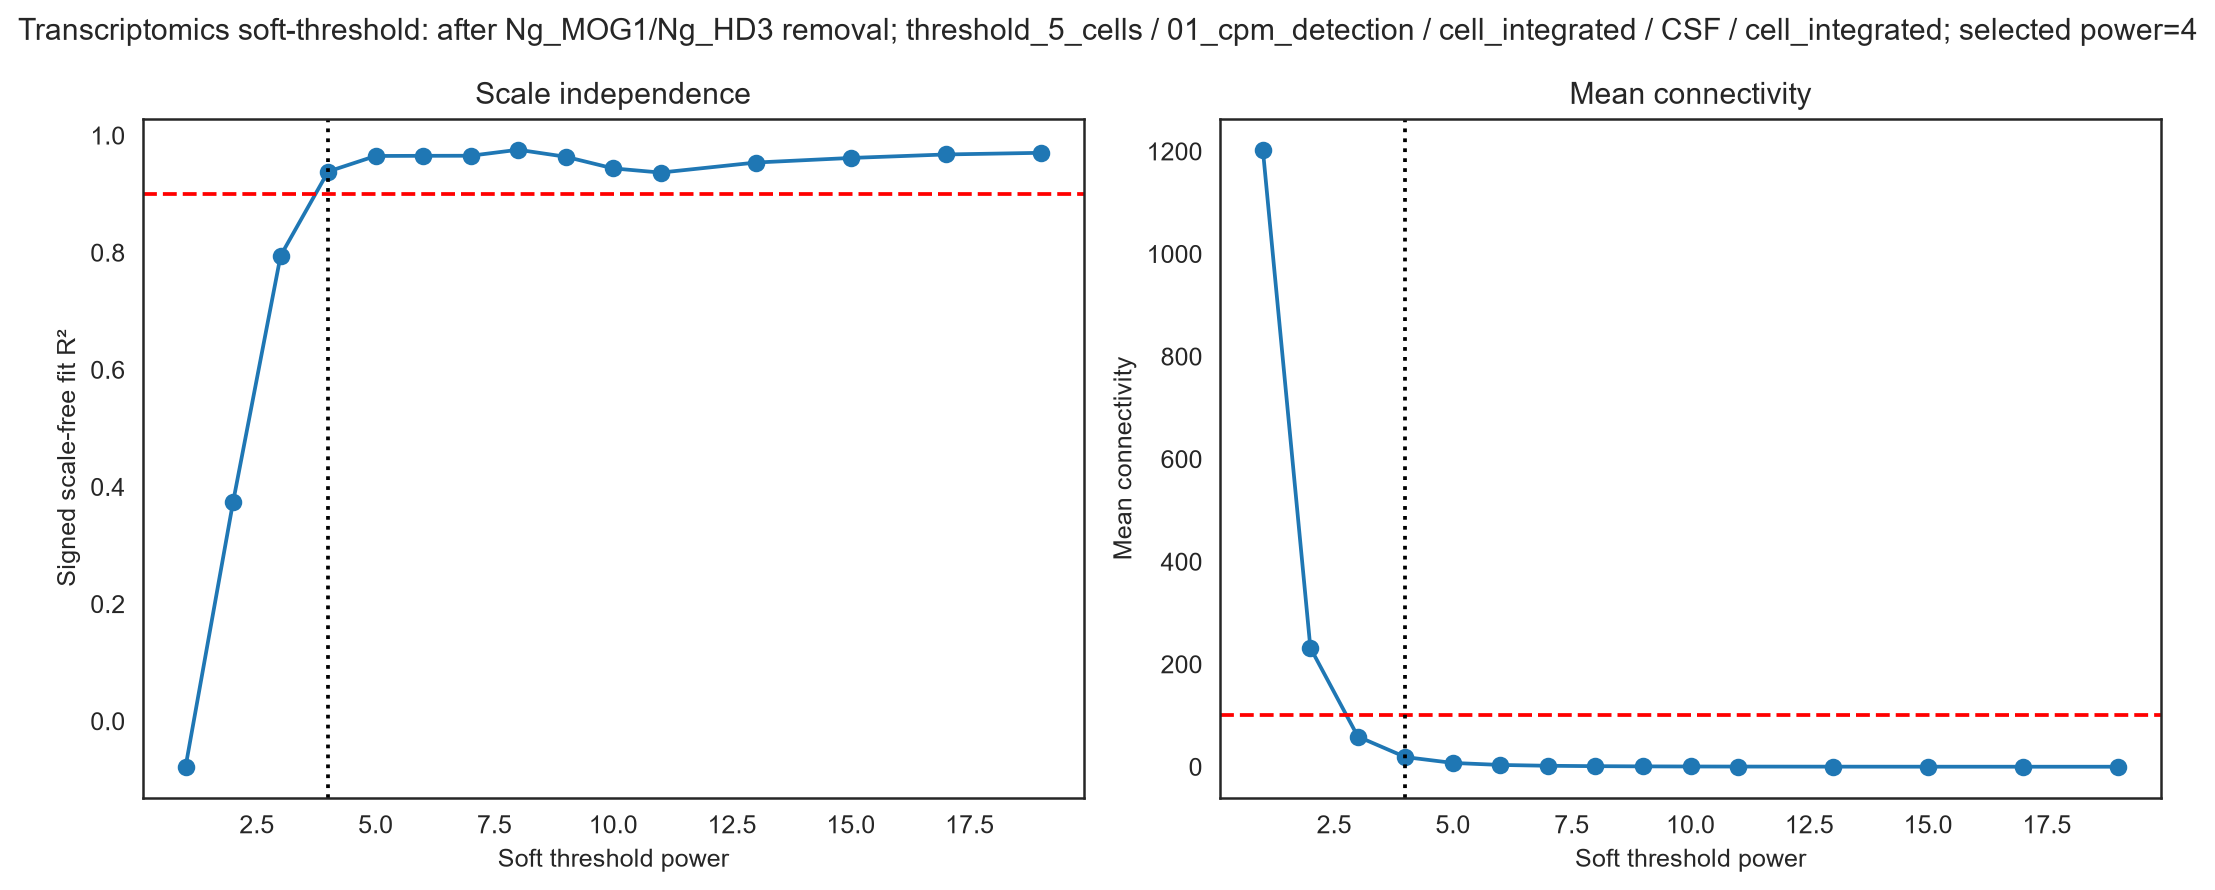 Transcriptomics soft-threshold: after Ng_MOG1/Ng_HD3 removal; threshold_5_cells / 01_cpm_detection / cell_integrated / CSF / cell_integrated; selected power=4
Scale independence
1.0
0.8
0.6
0.4
0.2
0.0
Signed scale-free fit R²
2.5 5.0 7.5 10.0 12.5 15.0 17.5
Soft threshold power
Mean connectivity
1200
1000
800
600
400
200
0
Mean connectivity
2.5 5.0 7.5 10.0 12.5 15.0 17.5
Soft threshold power